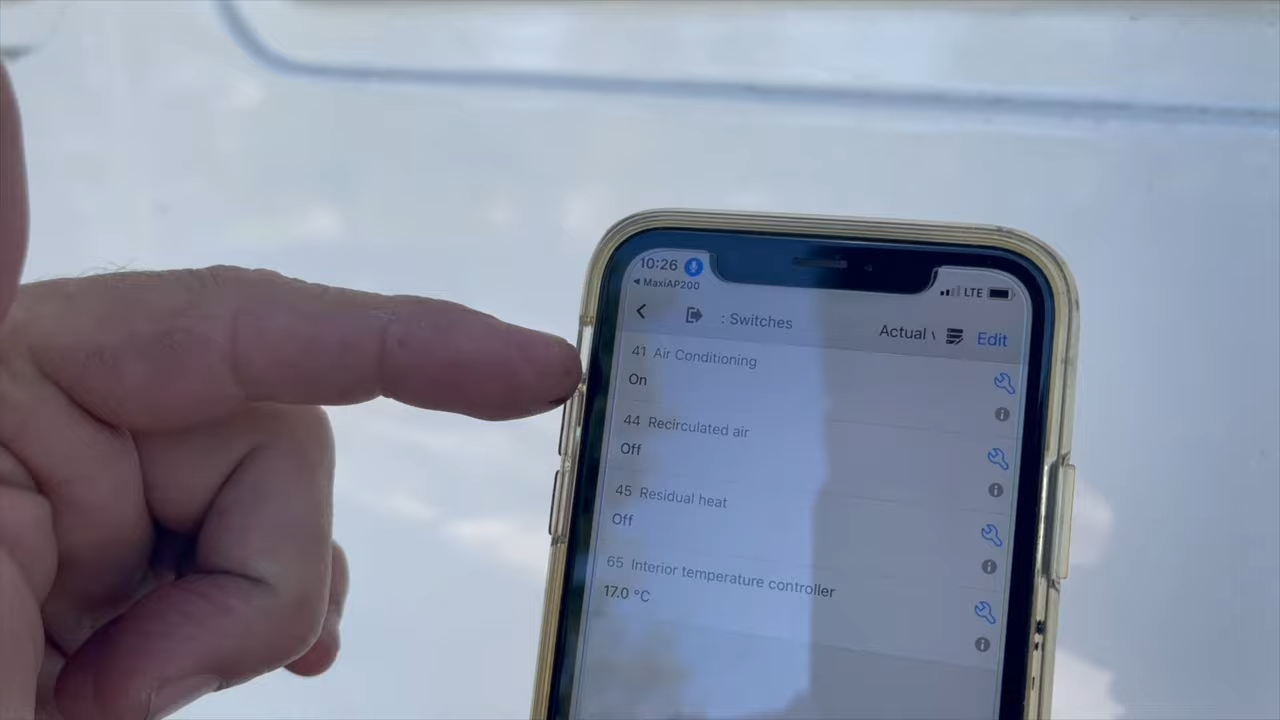 10:26
◀ MaxiAP200
LTE
: Switches
Actual \
Edit
41 Air Conditioning
On
44 Recirculated air
Off
45 Residual heat
Off
65 Interior temperature controller
17.0 °C